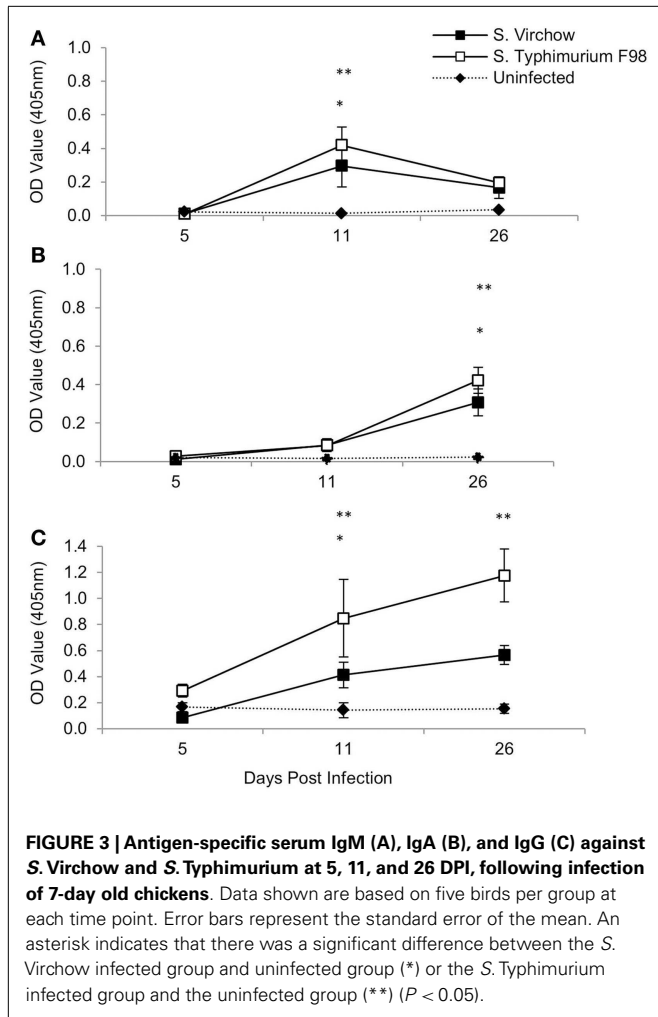 A
S. Virchow
S. Typhimurium F98
Uninfected
OD Value (405nm)
1.0
0.8
0.6
0.4
0.2
0.0
**
*
5 11 26
B
OD Value (405nm)
1.0
0.8
0.6
0.4
0.2
0.0
**
*
5 11 26
C
OD Value (405nm)
1.4
1.2
1.0
0.8
0.6
0.4
0.2
0.0
** **
*
5 11 26
Days Post Infection
FIGURE 3 | Antigen-specific serum IgM (A), IgA (B), and IgG (C) against
S. Virchow and S. Typhimurium at 5, 11, and 26 DPI, following infection
of 7-day old chickens. Data shown are based on five birds per group at
each time point. Error bars represent the standard error of the mean. An
asterisk indicates that there was a significant difference between the S.
Virchow infected group and uninfected group (*) or the S. Typhimurium
infected group and the uninfected group (**) (P < 0.05).